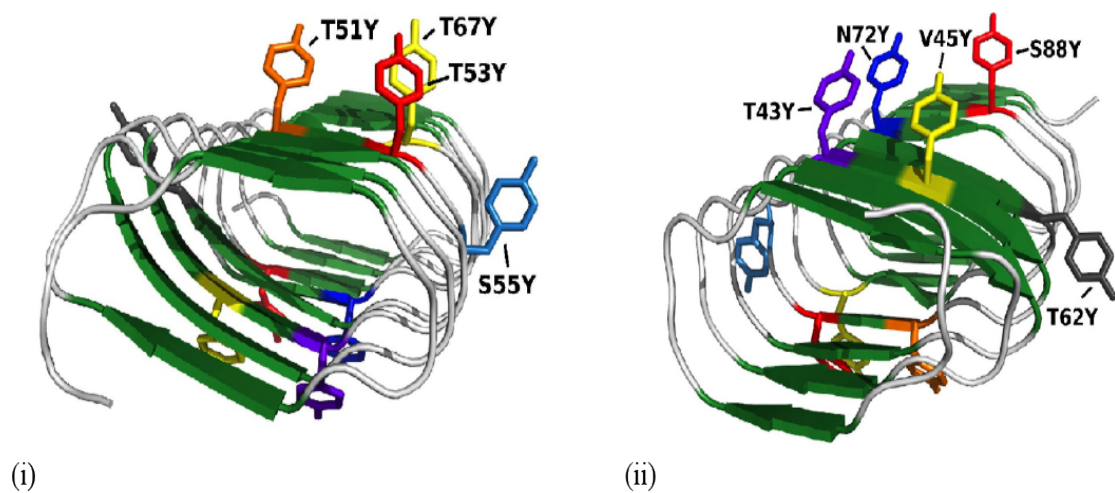 T51Y
T67Y
T53Y
S55Y
N72Y
V45Y
S88Y
T43Y
T62Y
(i)
(ii)